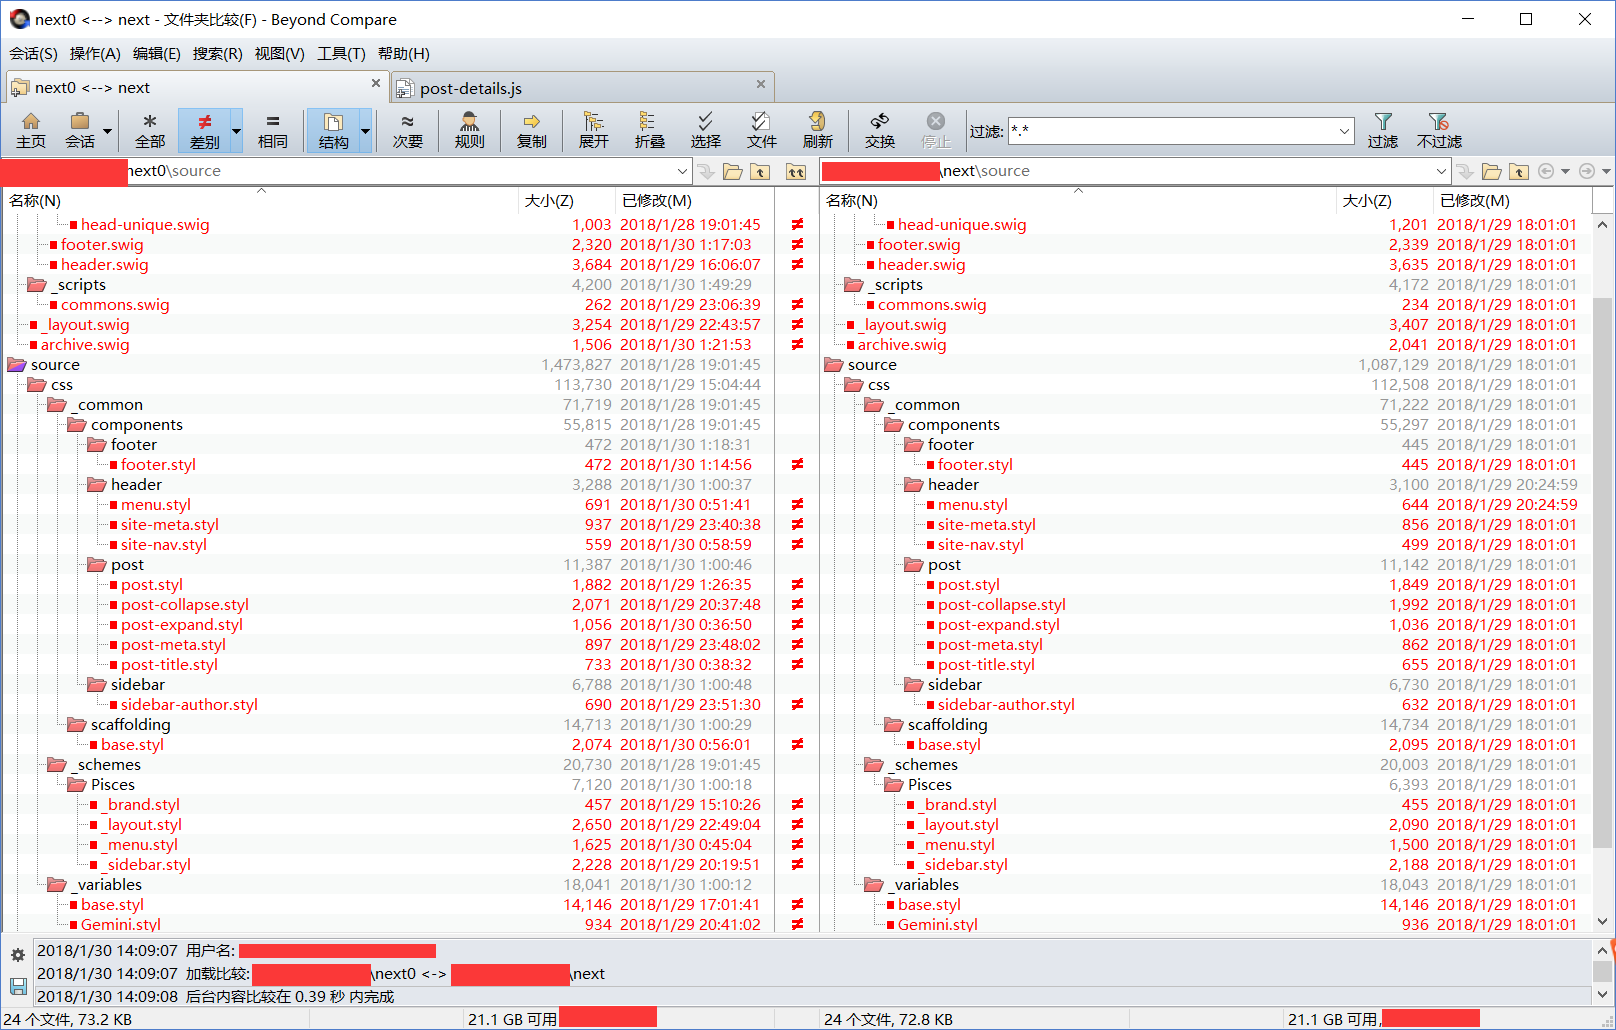 next0 <--> next - 文件夹比较(F) - Beyond Compare
会话(S) 操作(A) 编辑(E) 搜索(R) 视图(V) 工具(T) 帮助(H)
next0 <--> next post-details.js
主页 会话 全部 差别 相同 结构 次要 规则 复制 展开 折叠 选择 文件 刷新 交换 停止 过滤: *.* 过滤 不过滤
next0\source \next\source
名称(N) 大小(Z) 已修改(M) 名称(N) 大小(Z) 已修改(M)
head-unique.swig 1,003 2018/1/28 19:01:45 ≠ head-unique.swig 1,201 2018/1/29 18:01:01
footer.swig 2,320 2018/1/30 1:17:03 ≠ footer.swig 2,339 2018/1/29 18:01:01
header.swig 3,684 2018/1/29 16:06:07 ≠ header.swig 3,635 2018/1/29 18:01:01
_scripts 4,200 2018/1/30 1:49:29 _scripts 4,172 2018/1/29 18:01:01
commons.swig 262 2018/1/29 23:06:39 ≠ commons.swig 234 2018/1/29 18:01:01
_layout.swig 3,254 2018/1/29 22:43:57 ≠ _layout.swig 3,407 2018/1/29 18:01:01
archive.swig 1,506 2018/1/30 1:21:53 ≠ archive.swig 2,041 2018/1/29 18:01:01
source 1,473,827 2018/1/28 19:01:45 source 1,087,129 2018/1/29 18:01:01
css 113,730 2018/1/29 15:04:44 css 112,508 2018/1/29 18:01:01
_common 71,719 2018/1/28 19:01:45 _common 71,222 2018/1/29 18:01:01
components 55,815 2018/1/28 19:01:45 components 55,297 2018/1/29 18:01:01
footer 472 2018/1/30 1:18:31 footer 445 2018/1/29 18:01:01
footer.styl 472 2018/1/30 1:14:56 ≠ footer.styl 445 2018/1/29 18:01:01
header 3,288 2018/1/30 1:00:37 header 3,100 2018/1/29 20:24:59
menu.styl 691 2018/1/30 0:51:41 ≠ menu.styl 644 2018/1/29 20:24:59
site-meta.styl 937 2018/1/29 23:40:38 ≠ site-meta.styl 856 2018/1/29 18:01:01
site-nav.styl 559 2018/1/30 0:58:59 ≠ site-nav.styl 499 2018/1/29 18:01:01
post 11,387 2018/1/30 1:00:46 post 11,142 2018/1/29 18:01:01
post.styl 1,882 2018/1/29 1:26:35 ≠ post.styl 1,849 2018/1/29 18:01:01
post-collapse.styl 2,071 2018/1/29 20:37:48 ≠ post-collapse.styl 1,992 2018/1/29 18:01:01
post-expand.styl 1,056 2018/1/30 0:36:50 ≠ post-expand.styl 1,036 2018/1/29 18:01:01
post-meta.styl 897 2018/1/29 23:48:02 ≠ post-meta.styl 862 2018/1/29 18:01:01
post-title.styl 733 2018/1/30 0:38:32 ≠ post-title.styl 655 2018/1/29 18:01:01
sidebar 6,788 2018/1/30 1:00:48 sidebar 6,730 2018/1/29 18:01:01
sidebar-author.styl 690 2018/1/29 23:51:30 ≠ sidebar-author.styl 632 2018/1/29 18:01:01
scaffolding 14,713 2018/1/30 1:00:29 scaffolding 14,734 2018/1/29 18:01:01
base.styl 2,074 2018/1/30 0:56:01 ≠ base.styl 2,095 2018/1/29 18:01:01
_schemes 20,730 2018/1/28 19:01:45 _schemes 20,003 2018/1/29 18:01:01
Pisces 7,120 2018/1/30 1:00:18 Pisces 6,393 2018/1/29 18:01:01
_brand.styl 457 2018/1/29 15:10:26 ≠ _brand.styl 455 2018/1/29 18:01:01
_layout.styl 2,650 2018/1/29 22:49:04 ≠ _layout.styl 2,090 2018/1/29 18:01:01
_menu.styl 1,625 2018/1/30 0:45:04 ≠ _menu.styl 1,500 2018/1/29 18:01:01
_sidebar.styl 2,228 2018/1/29 20:19:51 ≠ _sidebar.styl 2,188 2018/1/29 18:01:01
_variables 18,041 2018/1/30 1:00:12 _variables 18,043 2018/1/29 18:01:01
base.styl 14,146 2018/1/29 17:01:41 ≠ base.styl 14,146 2018/1/29 18:01:01
Gemini.styl 934 2018/1/29 20:41:02 ≠ Gemini.styl 936 2018/1/29 18:01:01
2018/1/30 14:09:07 用户名:
2018/1/30 14:09:07 加载比较: \next0 <-> \next
2018/1/30 14:09:08 后台内容比较在 0.39 秒 内完成
24 个文件, 73.2 KB 21.1 GB 可用 24 个文件, 72.8 KB 21.1 GB 可用,